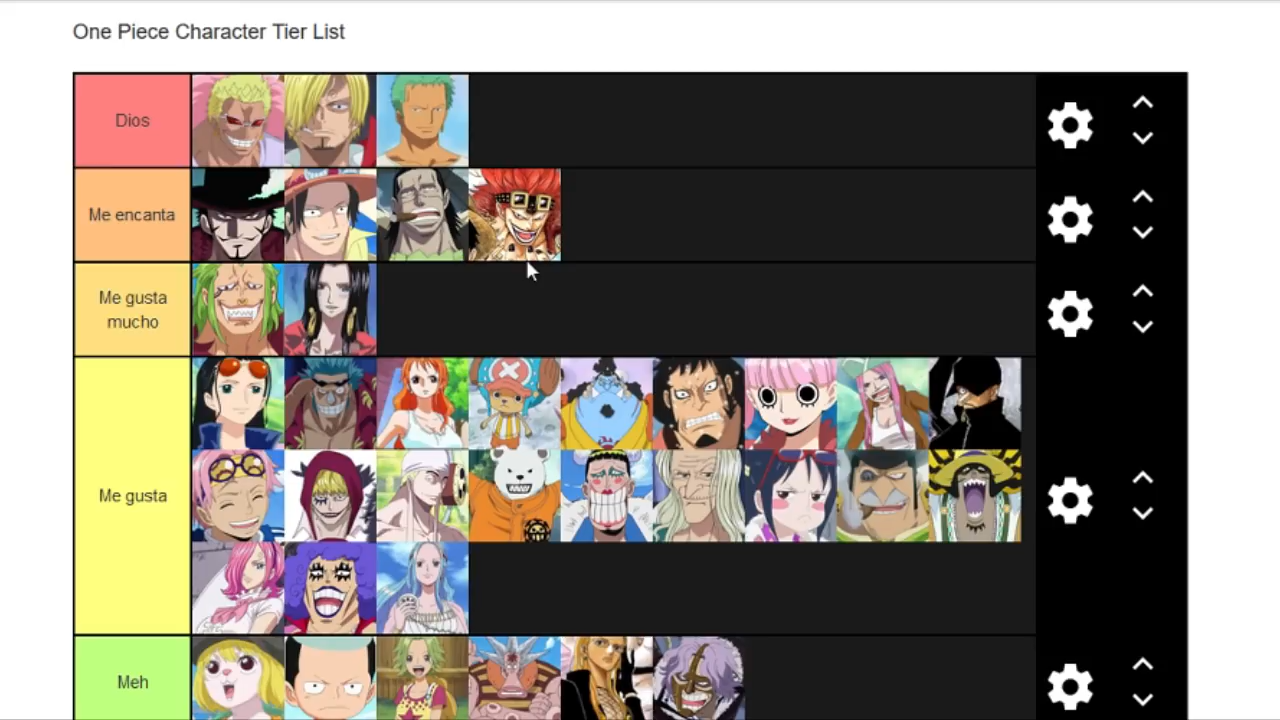 One Piece Character Tier List
Dios
Me encanta
Me gusta
mucho
Me gusta
Meh